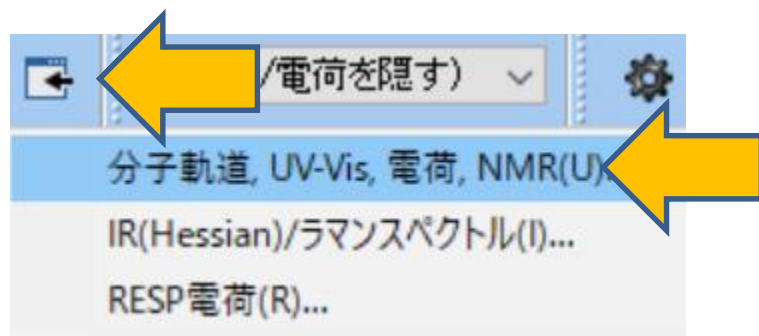 /電荷を隠す)
分子軌道, UV-Vis, 電荷, NMR(U)
IR(Hessian)/ラマンスペクトル(I)...
RESP電荷(R)...